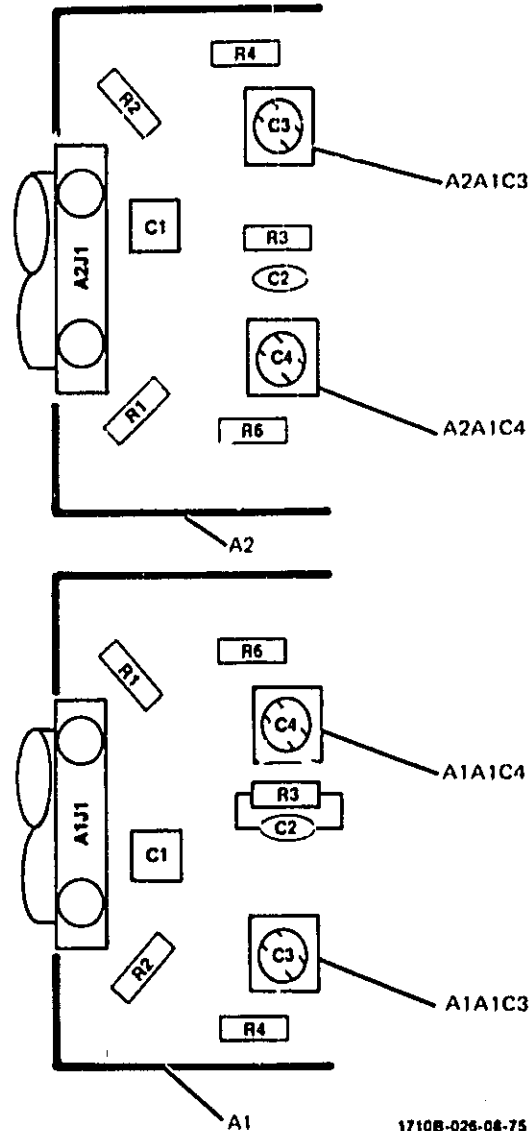 R4
R2
C3
A2A1C3
A2J1
C1
R3
C2
C4
R1
R6
A2A1C4
A2
R6
R1
C4
A1A1C4
A1J1
R3
C2
C1
C3
R2
A1A1C3
R4
A1
1710B-026-08-75